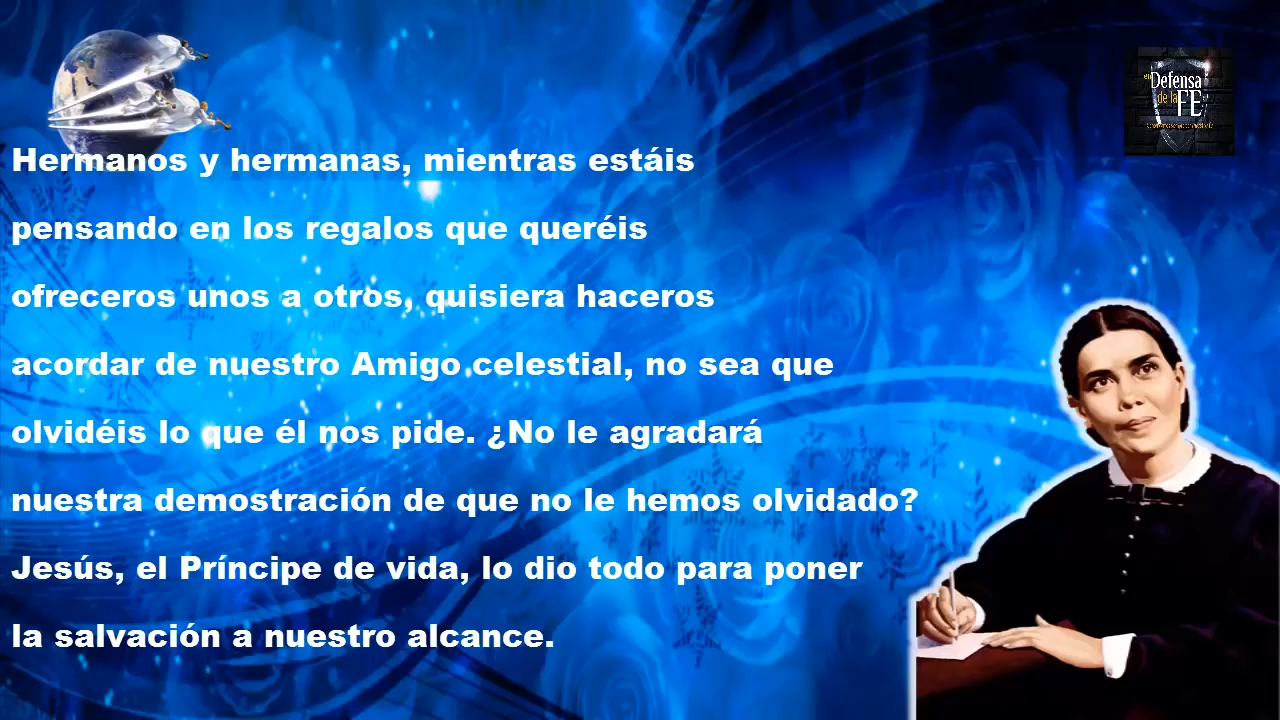 en Defensa
de la FE
Hermanos y hermanas, mientras estáis
pensando en los regalos que queréis
ofreceros unos a otros, quisiera haceros
acordar de nuestro Amigo celestial, no sea que
olvidéis lo que él nos pide. ¿No le agradará
nuestra demostración de que no le hemos olvidado?
Jesús, el Príncipe de vida, lo dio todo para poner
la salvación a nuestro alcance.